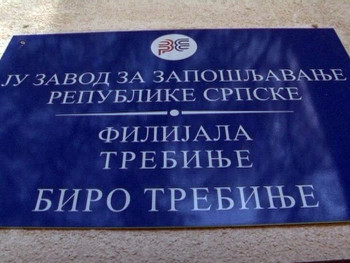 ЈУ ЗАВОД ЗА ЗАПОШЉАВАЊЕ
РЕПУБЛИКЕ СРПСКЕ
ФИЛИЈАЛА
ТРЕБИЊЕ
БИРО ТРЕБИЊЕ